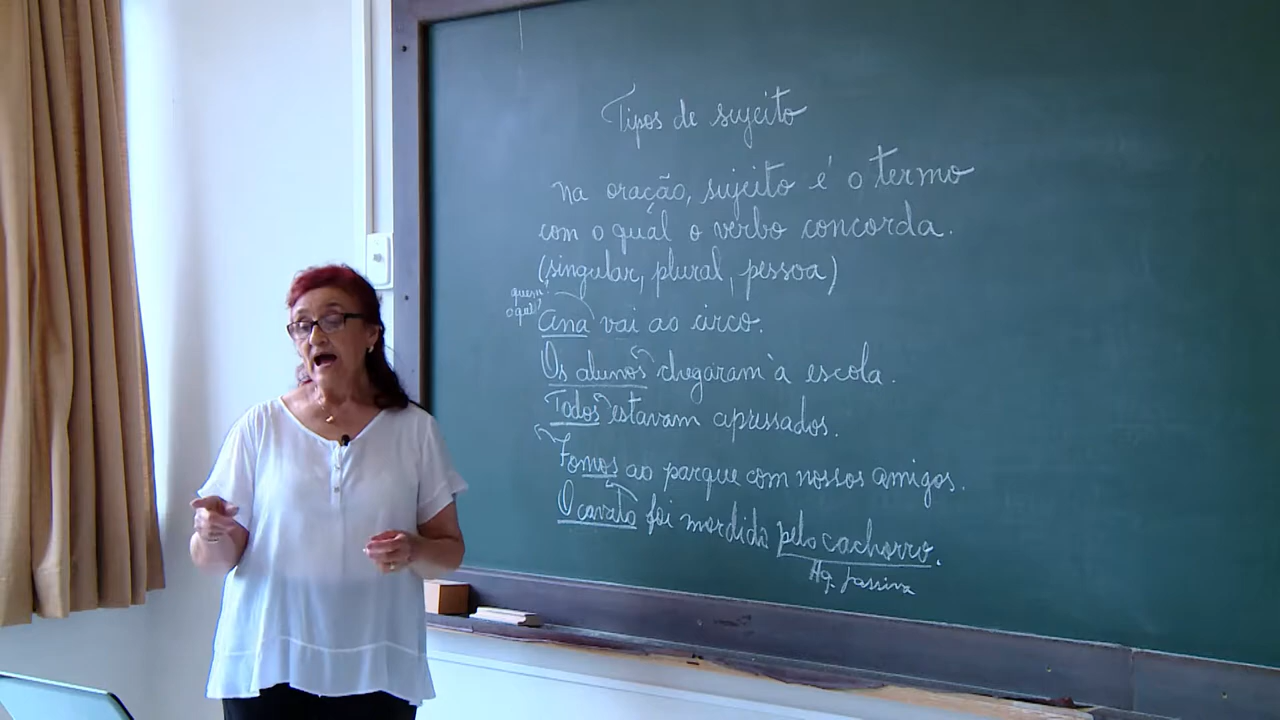 Tipos de sujeito
Na oração, sujeito é o termo
com o qual o verbo concorda.
(singular, plural, pessoa)
quem?
o quê?
Ana vai ao circo.
Os alunos chegaram à escola.
Todos estavam apressados.
Fomos ao parque com nossos amigos.
O cavalo foi mordido pelo cachorro.
Ag. passiva